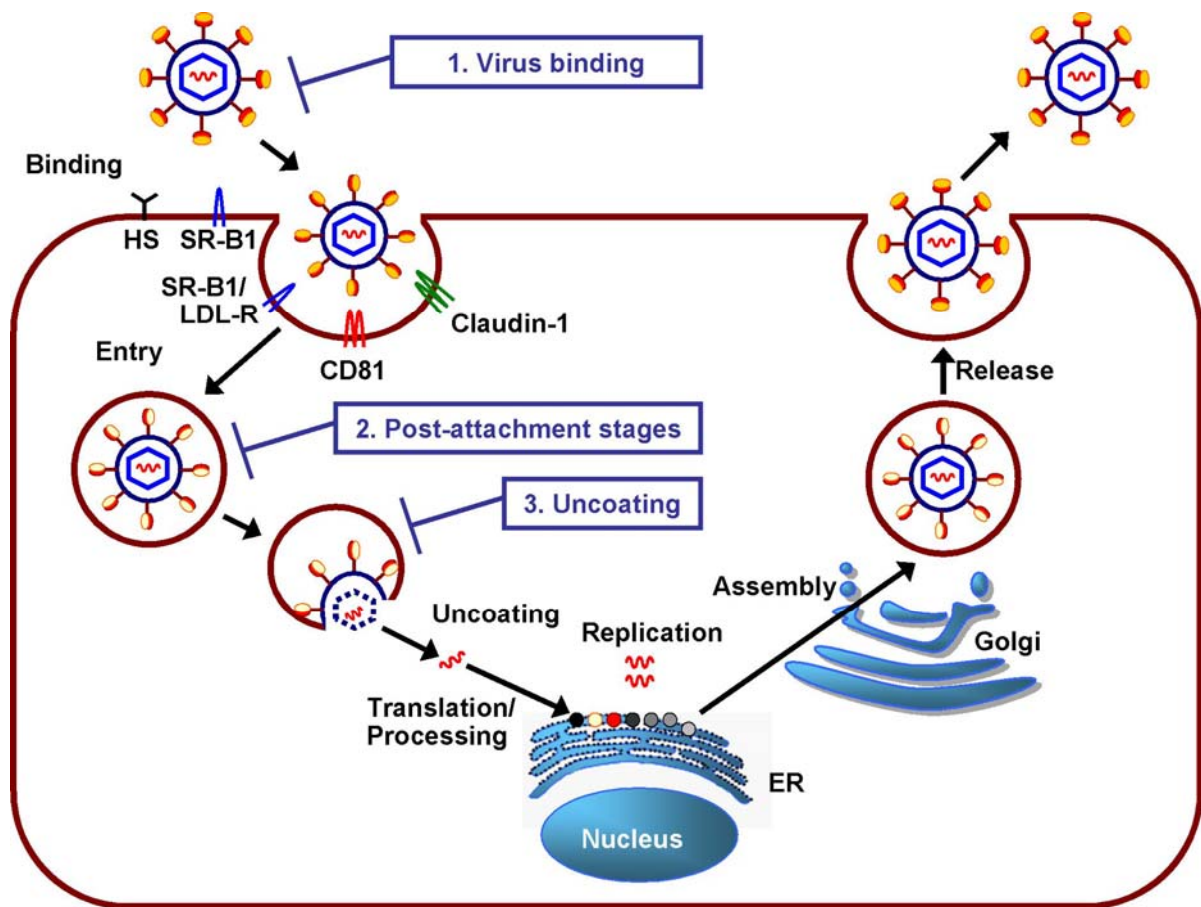 1. Virus binding
Binding
HS
SR-B1
SR-B1/
LDL-R
Claudin-1
CD81
Entry
2. Post-attachment stages
3. Uncoating
Uncoating
Translation/
Processing
Replication
ER
Nucleus
Assembly
Golgi
Release